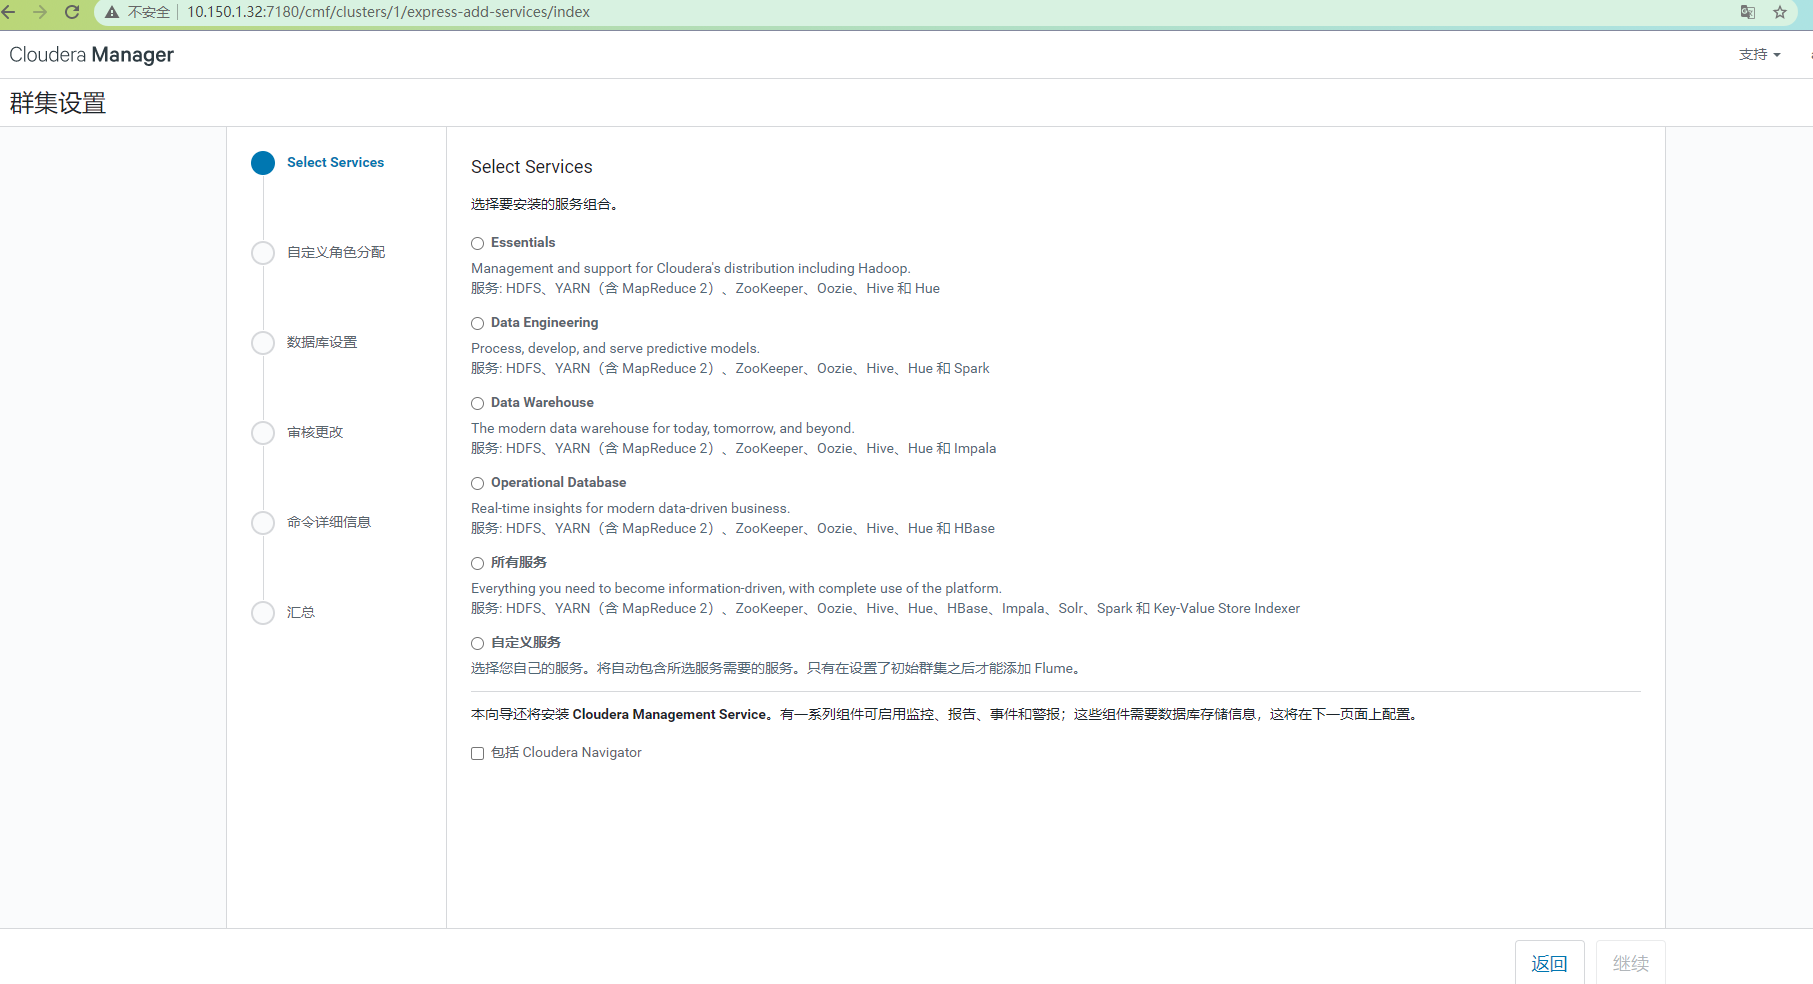 不安全 10.150.1.32:7180/cmf/clusters/1/express-add-services/index
Cloudera Manager
支持
群集设置
Select Services
自定义角色分配
数据库设置
审核更改
命令详细信息
汇总
Select Services
选择要安装的服务组合。
Essentials
Management and support for Cloudera's distribution including Hadoop.
服务: HDFS、YARN（含 MapReduce 2）、ZooKeeper、Oozie、Hive 和 Hue
Data Engineering
Process, develop, and serve predictive models.
服务: HDFS、YARN（含 MapReduce 2）、ZooKeeper、Oozie、Hive、Hue 和 Spark
Data Warehouse
The modern data warehouse for today, tomorrow, and beyond.
服务: HDFS、YARN（含 MapReduce 2）、ZooKeeper、Oozie、Hive、Hue 和 Impala
Operational Database
Real-time insights for modern data-driven business.
服务: HDFS、YARN（含 MapReduce 2）、ZooKeeper、Oozie、Hive、Hue 和 HBase
所有服务
Everything you need to become information-driven, with complete use of the platform.
服务: HDFS、YARN（含 MapReduce 2）、ZooKeeper、Oozie、Hive、Hue、HBase、Impala、Solr、Spark 和 Key-Value Store Indexer
自定义服务
选择您自己的服务。将自动包含所选服务需要的服务。只有在设置了初始群集之后才能添加 Flume。
本向导还将安装 Cloudera Management Service。有一系列组件可启用监控、报告、事件和警报；这些组件需要数据库存储信息，这将在下一页面上配置。
包括 Cloudera Navigator
返回
继续